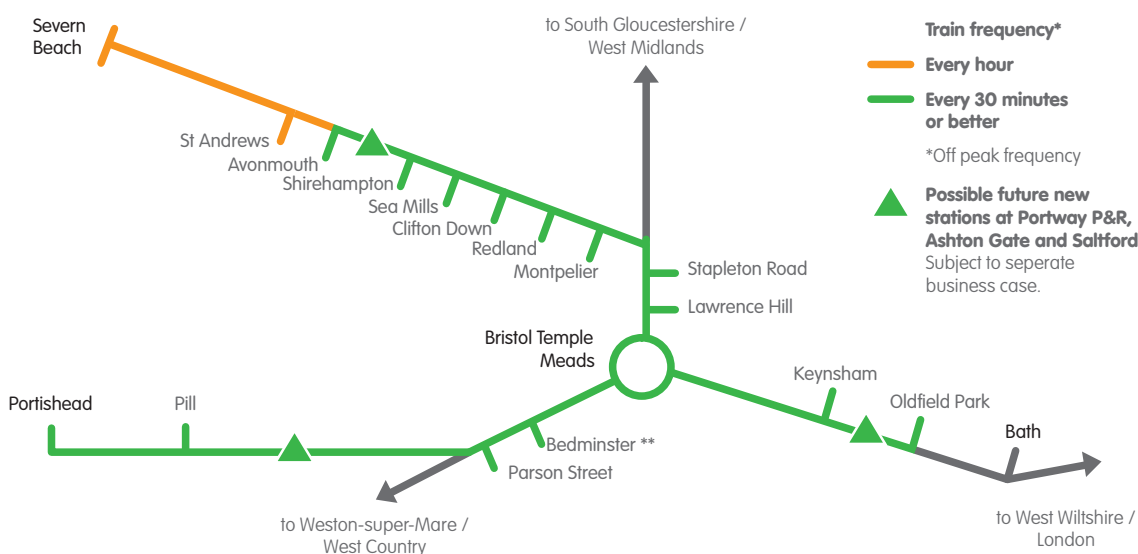 Severn
Beach
to South Gloucestershire /
West Midlands
Train frequency*
Every hour
Every 30 minutes
or better
*Off peak frequency
Possible future new
stations at Portway P&R,
Ashton Gate and Saltford
Subject to seperate
business case.
St Andrews
Avonmouth
Shirehampton
Sea Mills
Clifton Down
Redland
Montpelier
Stapleton Road
Lawrence Hill
Bristol Temple
Meads
Keynsham
Oldfield Park
Bath
Portishead
Pill
Bedminster **
Parson Street
to Weston-super-Mare /
West Country
to West Wiltshire /
London